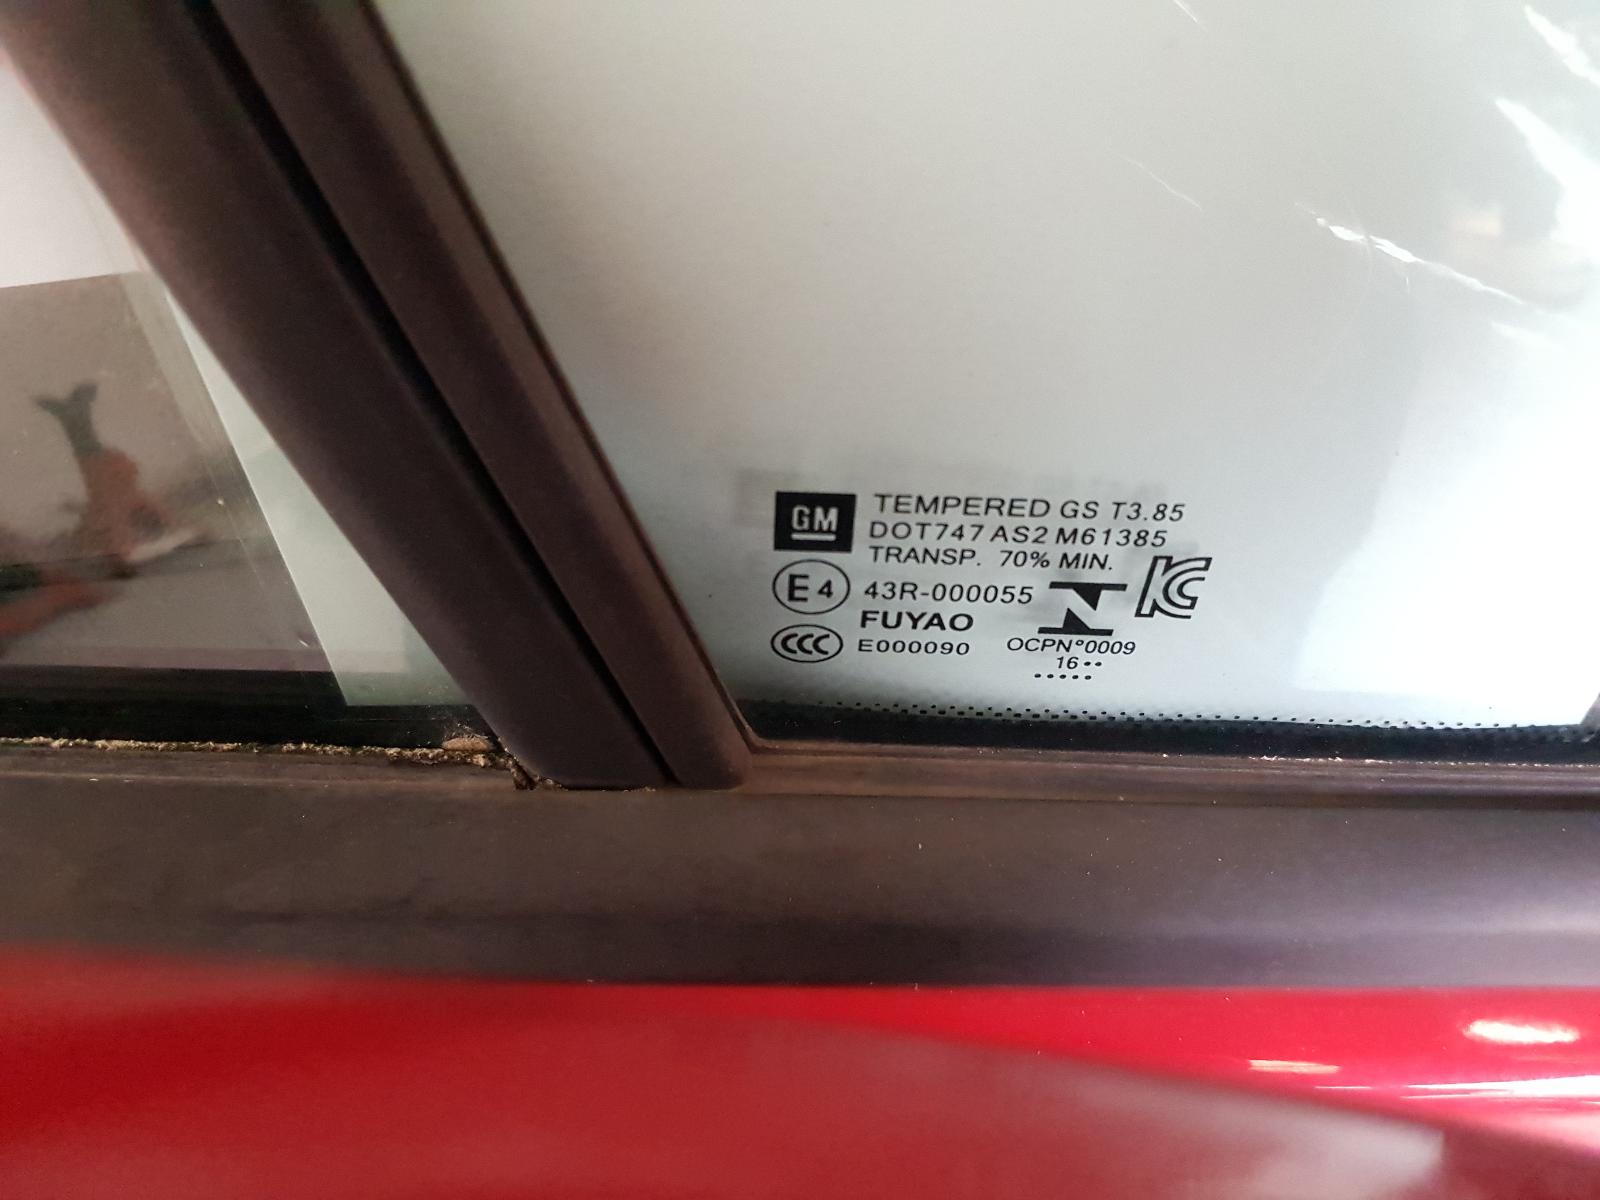 GM
TEMPERED GS T3.85
DOT747 AS2 M61385
TRANSP. 70% MIN.
E4 43R-000055
FUYAO
CCC E000090
KC
OCPN°0009
16••
•••••